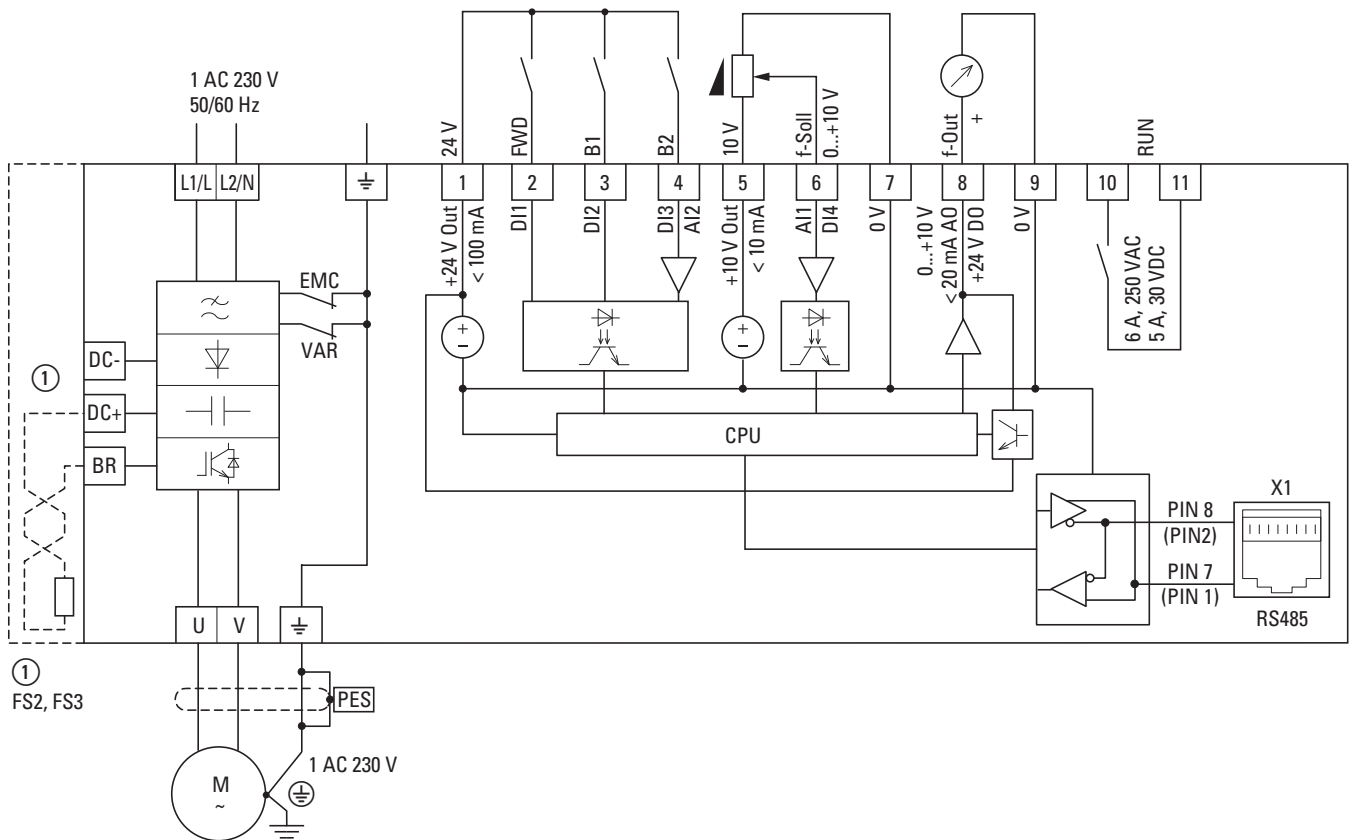 1 AC 230 V
50/60 Hz
24 V
FWD
B1
B2
10 V
f-Soll
0...+10 V
f-Out
+
RUN
L1/L
L2/N
1
2
3
4
5
6
7
8
9
10
11
+24 V Out
< 100 mA
DI1
DI2
DI3
AI2
+10 V Out
< 10 mA
AI1
DI4
0 V
0...+10 V
< 20 mA AO
+24 V DO
0 V
6 A, 250 VAC
5 A, 30 VDC
EMC
VAR
+
-
+
-
1
DC-
DC+
BR
CPU
X1
PIN 8
(PIN2)
PIN 7
(PIN 1)
RS485
U
V
1
FS2, FS3
PES
1 AC 230 V
M
~